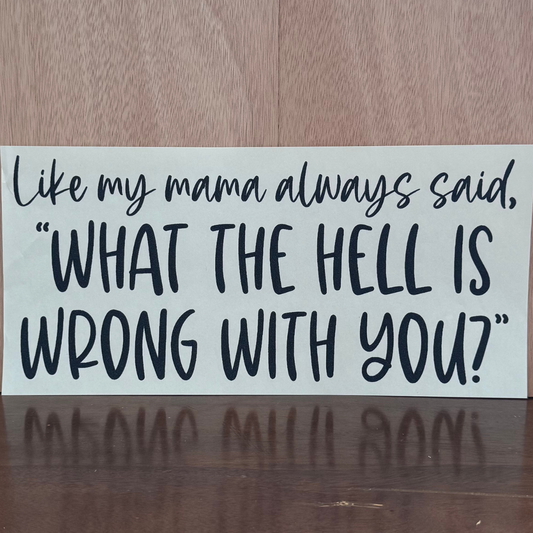 Like my mama always said,
“WHAT THE HELL IS
WRONG WITH YOU?”